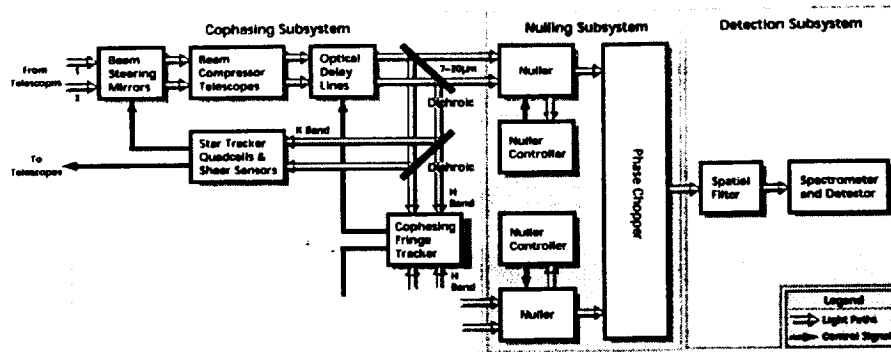 Cophasing Subsystem
Nulling Subsystem
Detection Subsystem
From
Telescopes
1
2
Beam
Steering
Mirrors
Beam
Compressor
Telescopes
Optical
Delay
Lines
7–20µm
Dichroic
Nuller
Nuller
Controller
K Band
Star Tracker
Quadcells &
Shear Sensors
To
Telescopes
Dichroic
H
Band
Cophasing
Fringe
Tracker
H
Band
Nuller
Controller
Nuller
Phase Chopper
Spatial
Filter
Spectrometer
and Detector
Legend
Light Paths
Control Signal